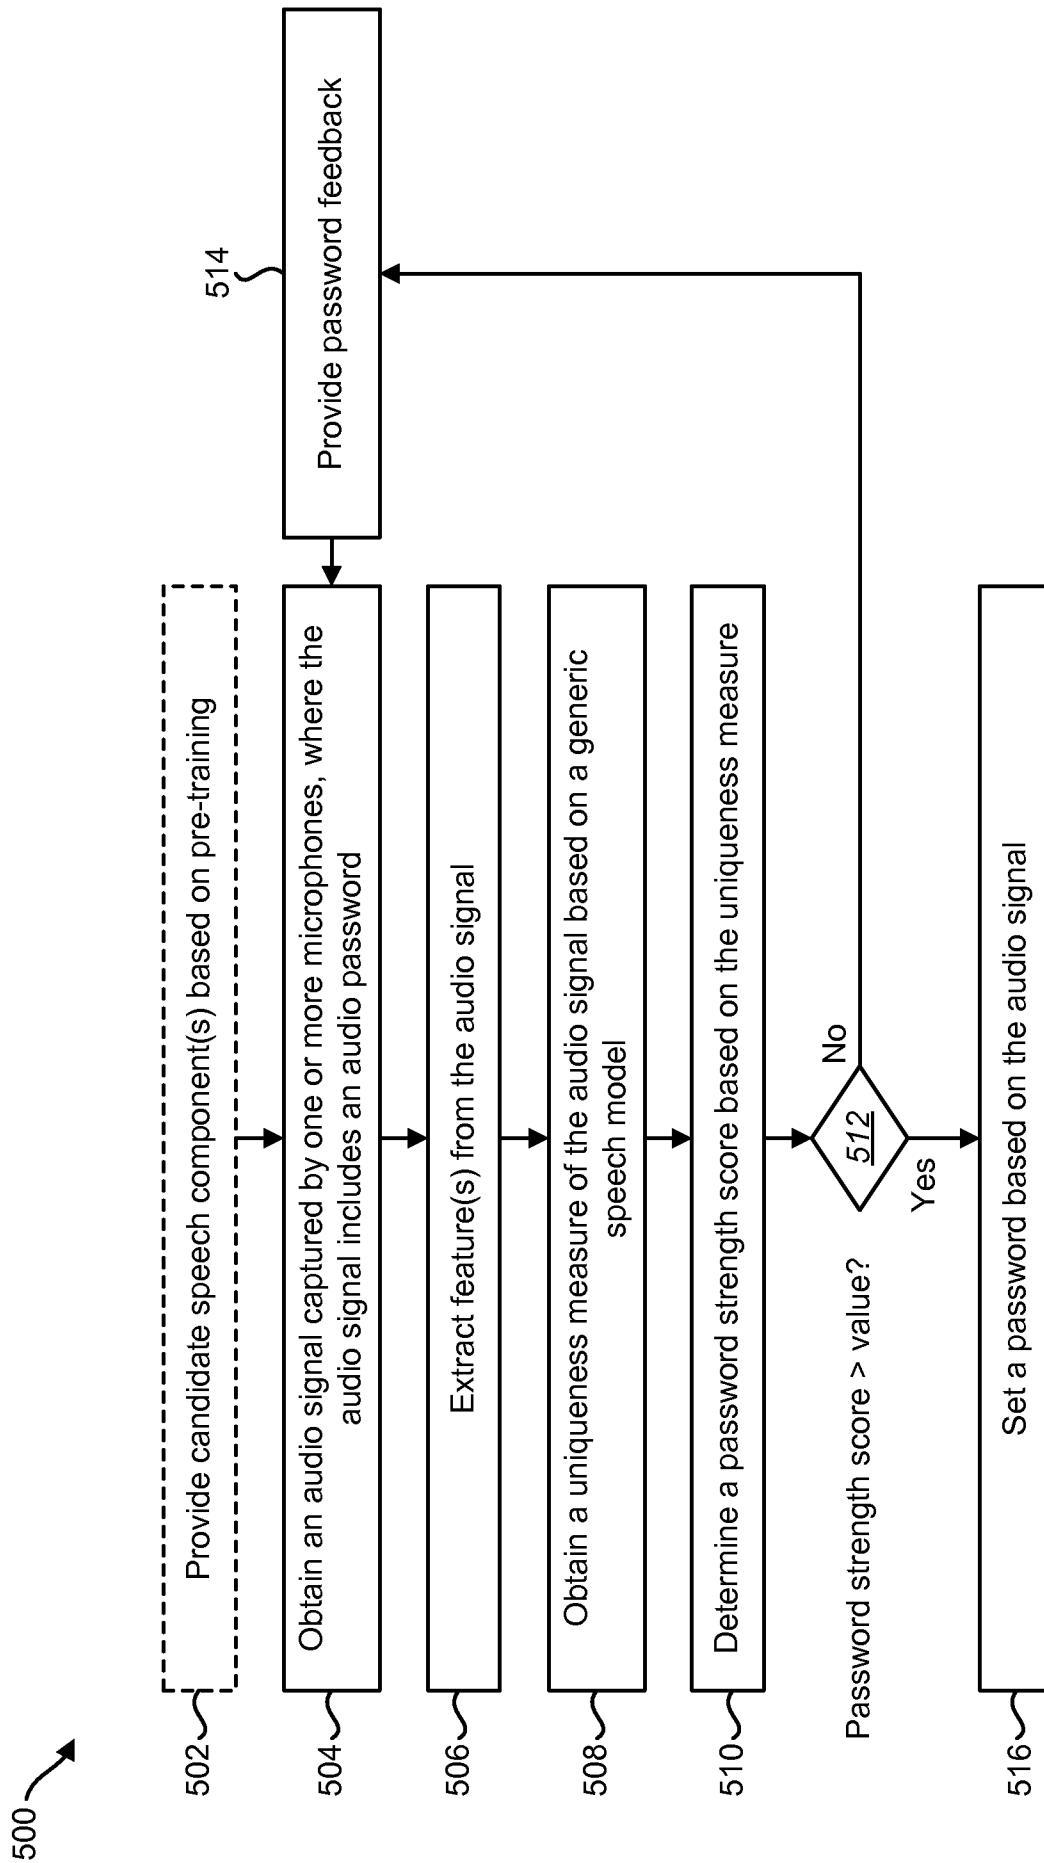 500
502
Provide candidate speech component(s) based on pre-training
504
Obtain an audio signal captured by one or more microphones, where the
audio signal includes an audio password
514
Provide password feedback
506
Extract feature(s) from the audio signal
508
Obtain a uniqueness measure of the audio signal based on a generic
speech model
510
Determine a password strength score based on the uniqueness measure
Password strength score > value?
512
No
Yes
516
Set a password based on the audio signal